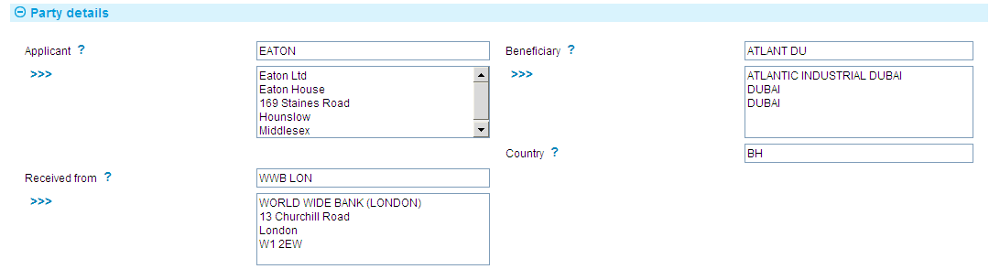 Party details
Applicant ? EATON
>>> Eaton Ltd
Eaton House
169 Staines Road
Hounslow
Middlesex
Beneficiary ? ATLANT DU
>>> ATLANTIC INDUSTRIAL DUBAI
DUBAI
DUBAI
Country ? BH
Received from ? WWB LON
>>> WORLD WIDE BANK (LONDON)
13 Churchill Road
London
W1 2EW